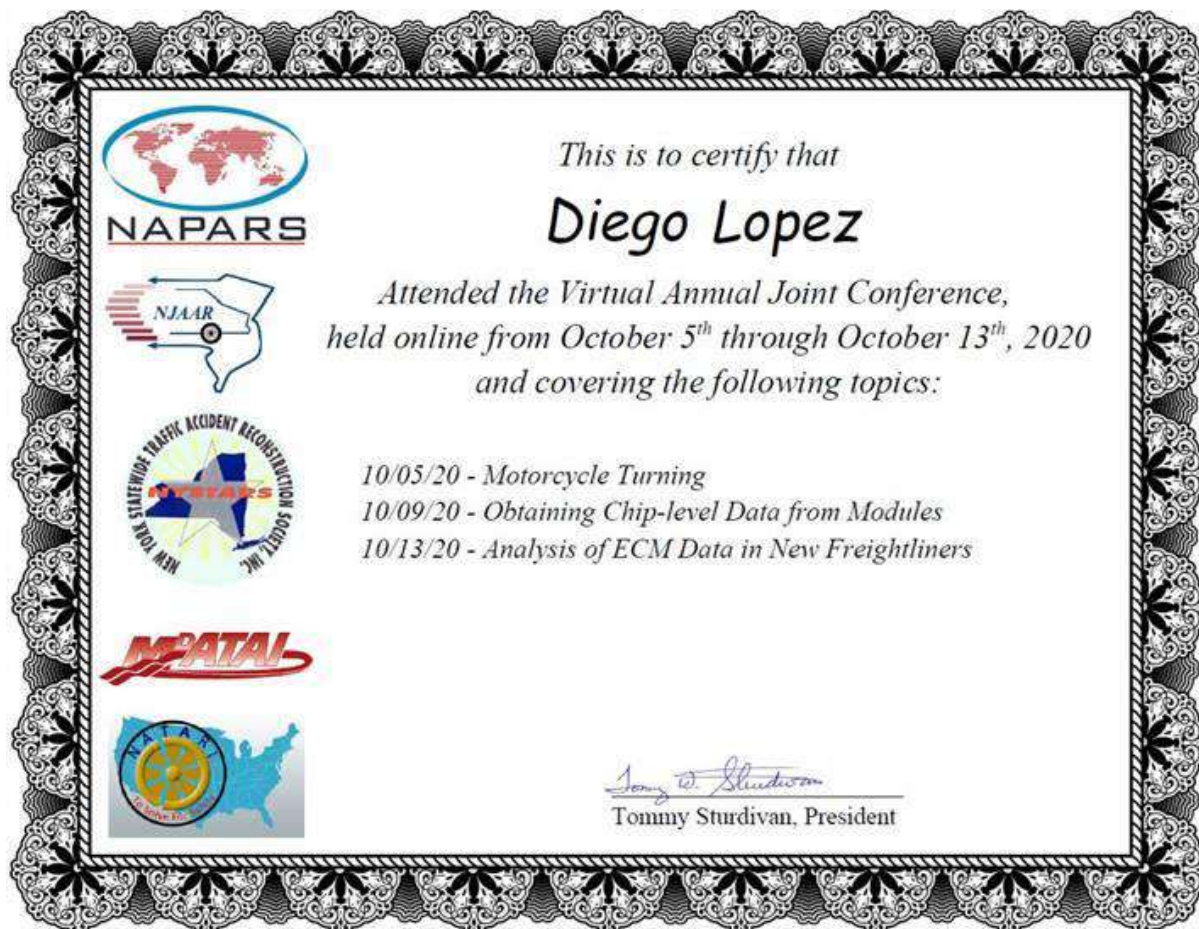 NAPARS
NJAAR
NEW YORK STATEWIDE TRAFFIC ACCIDENT RECONSTRUCTION SOCIETY, INC.
NYSTARS
MdATAI
NATARI
This is to certify that
Diego Lopez
Attended the Virtual Annual Joint Conference,
held online from October 5th through October 13th, 2020
and covering the following topics:
10/05/20 - Motorcycle Turning
10/09/20 - Obtaining Chip-level Data from Modules
10/13/20 - Analysis of ECM Data in New Freightliners
Tommy Sturdivan, President